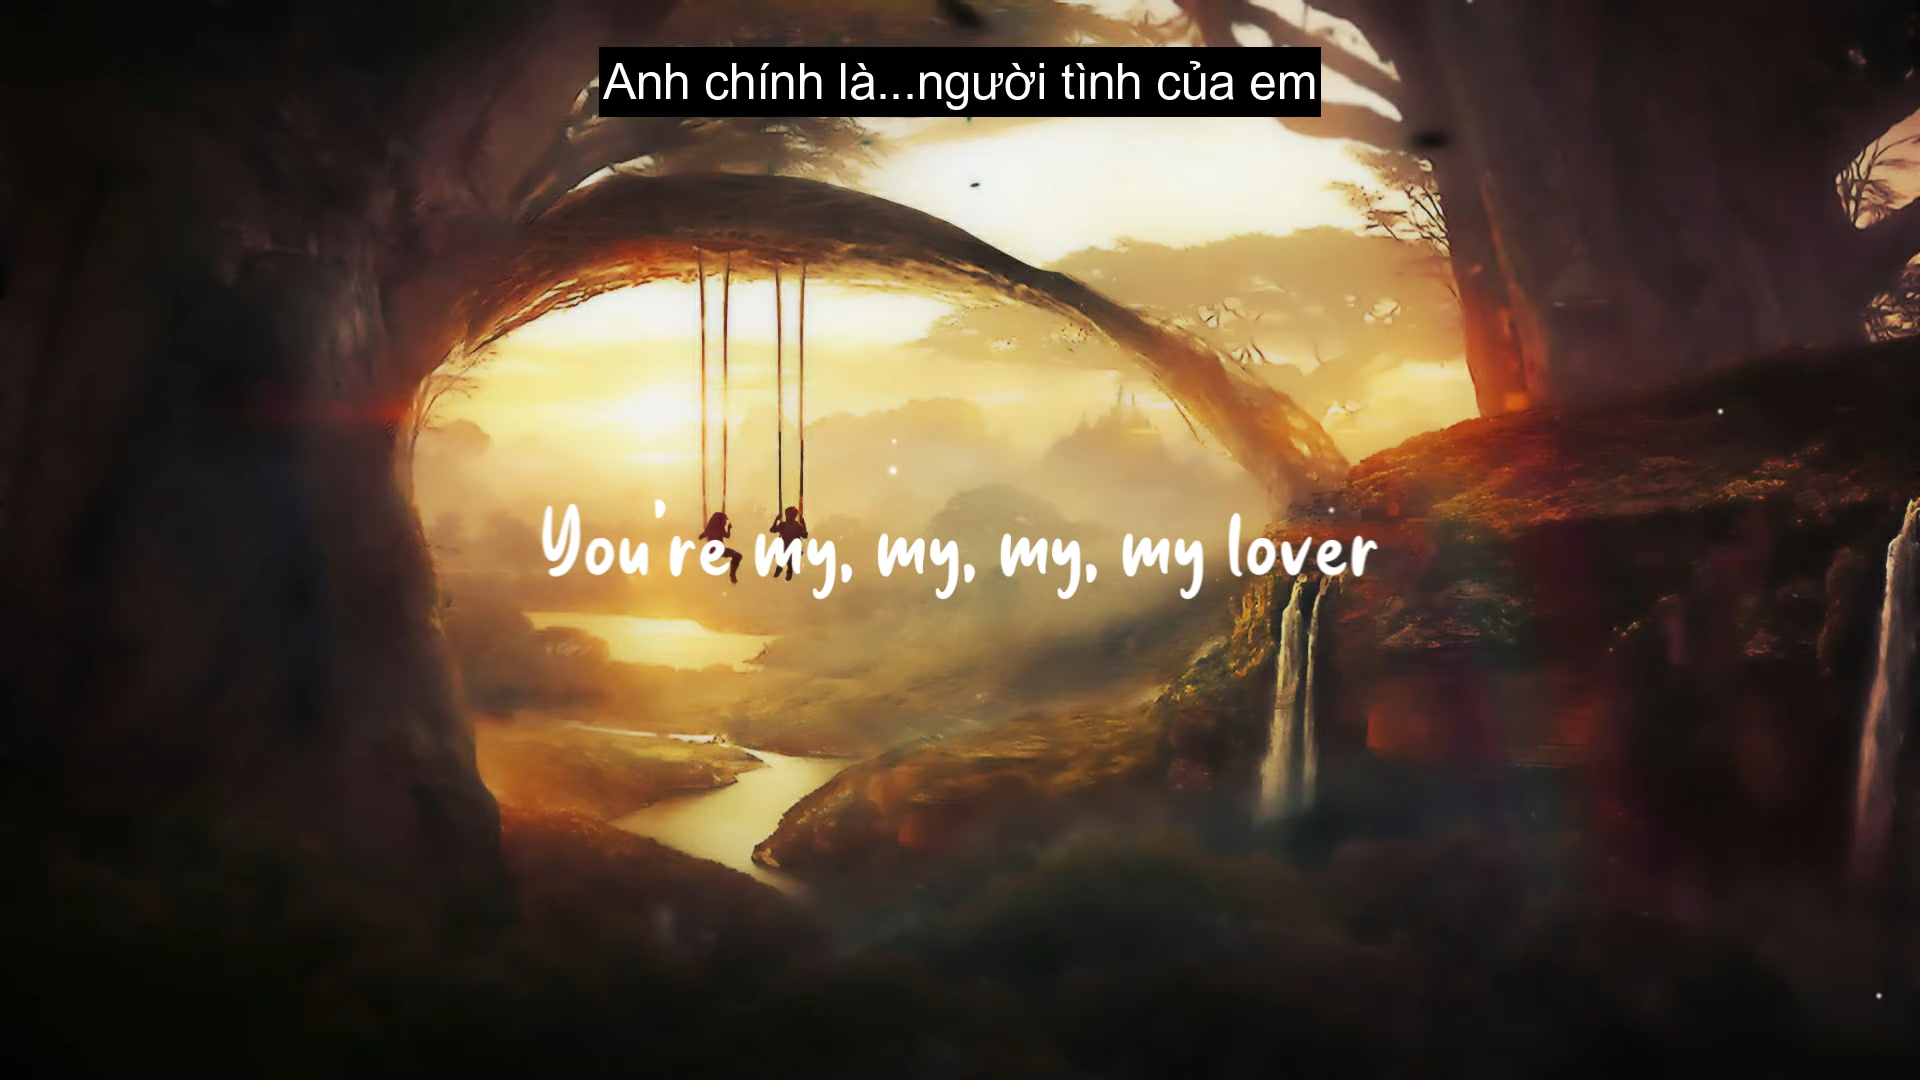 Anh chính là...người tình của em
You're my, my, my, my lover